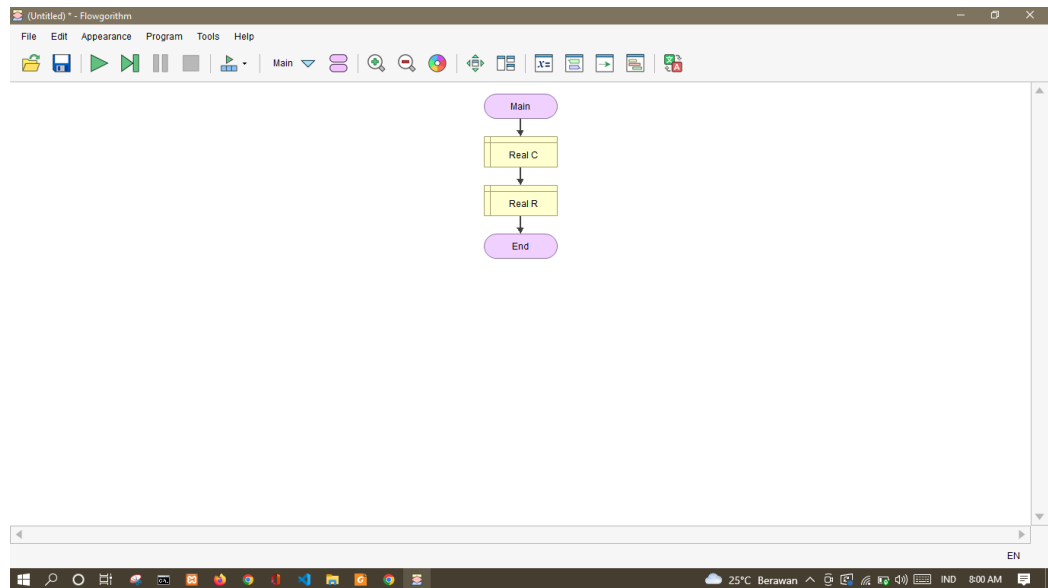 (Untitled) * - Flowgorithm
File Edit Appearance Program Tools Help
Main x=
Main
Real C
Real R
End
EN
25°C Berawan IND 8:00 AM